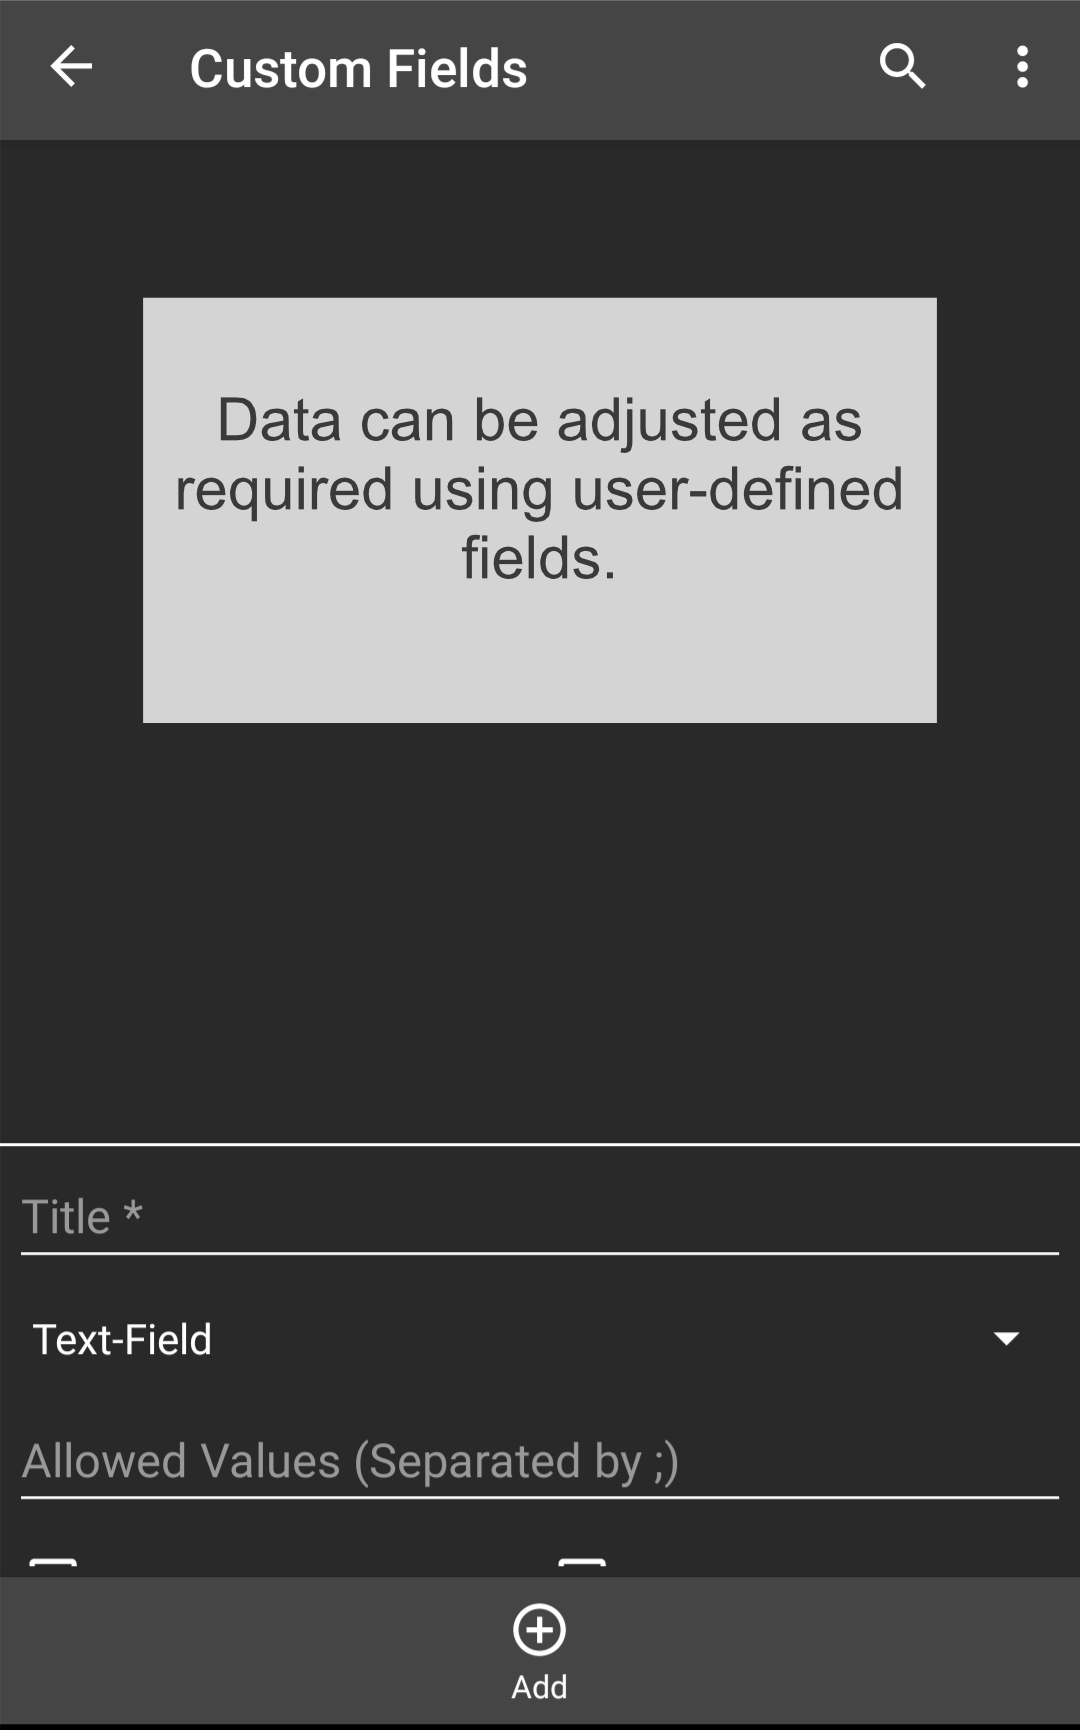 Custom Fields
Data can be adjusted as
required using user-defined
fields.
Title *
Text-Field
Allowed Values (Separated by ;)
Add